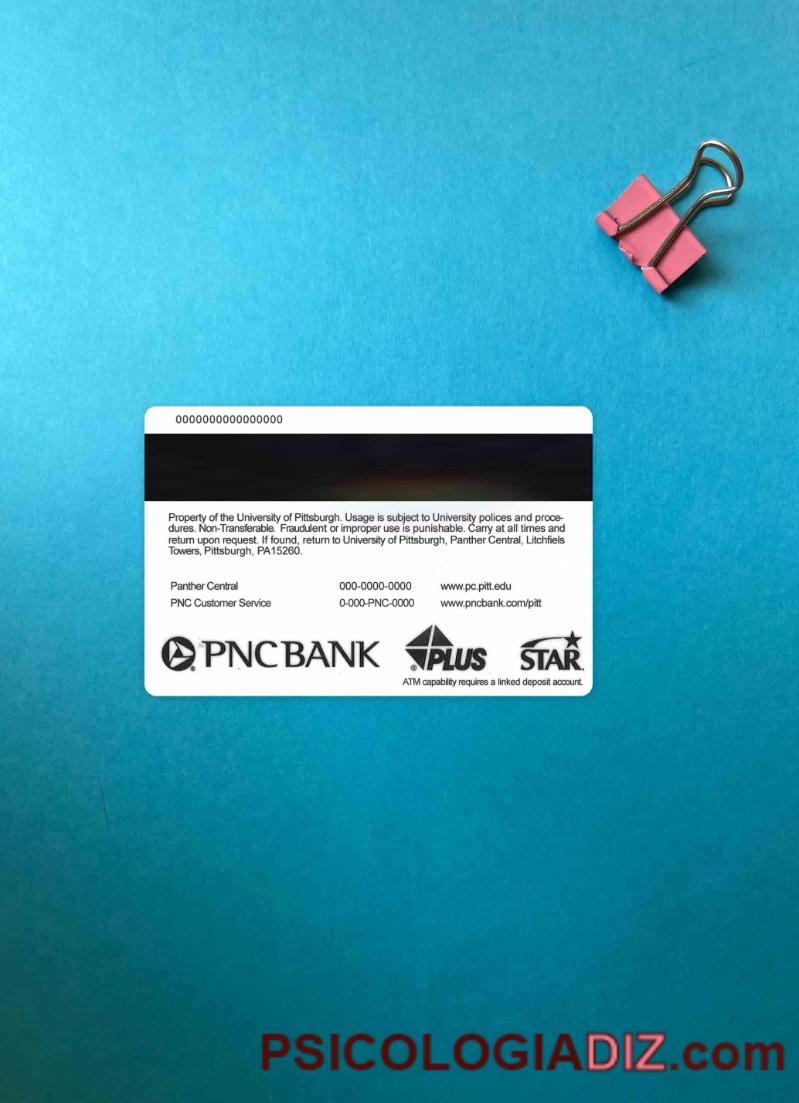 0000000000000000
Property of the University of Pittsburgh. Usage is subject to University polices and proce-
dures. Non-Transferable. Fraudulent or improper use is punishable. Carry at all times and
return upon request. If found, return to University of Pittsburgh, Panther Central, Litchfiels
Towers, Pittsburgh, PA15260.
Panther Central 000-0000-0000 www.pc.pitt.edu
PNC Customer Service 0-000-PNC-0000 www.pncbank.com/pitt
PNCBANK ® PLUS STAR
ATM capability requires a linked deposit account.
PSICOLOGIADIZ.com